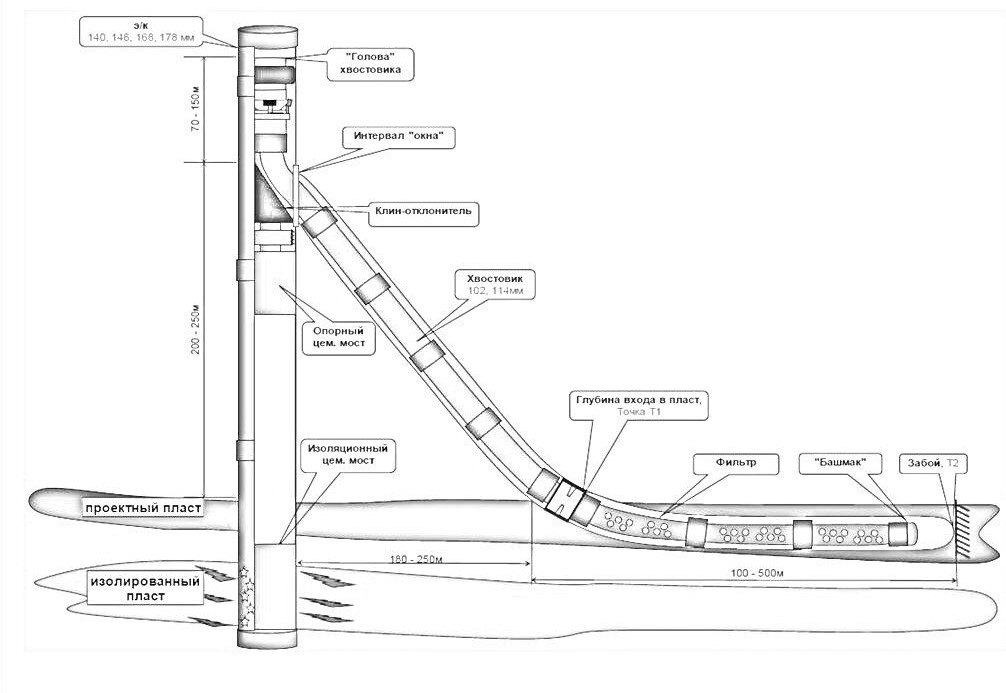 э/к
140, 146, 168, 178 мм
"Голова"
хвостовика
70 - 150м
Интервал "окна"
Клин-отклонитель
Хвостовик
102, 114мм
200 - 250м
Опорный
цем. мост
Глубина входа в пласт,
Точка Т1
Изоляционный
цем. мост
Фильтр
"Башмак"
Забой, Т2
проектный пласт
180 - 250м
100 - 500м
изолированный
пласт